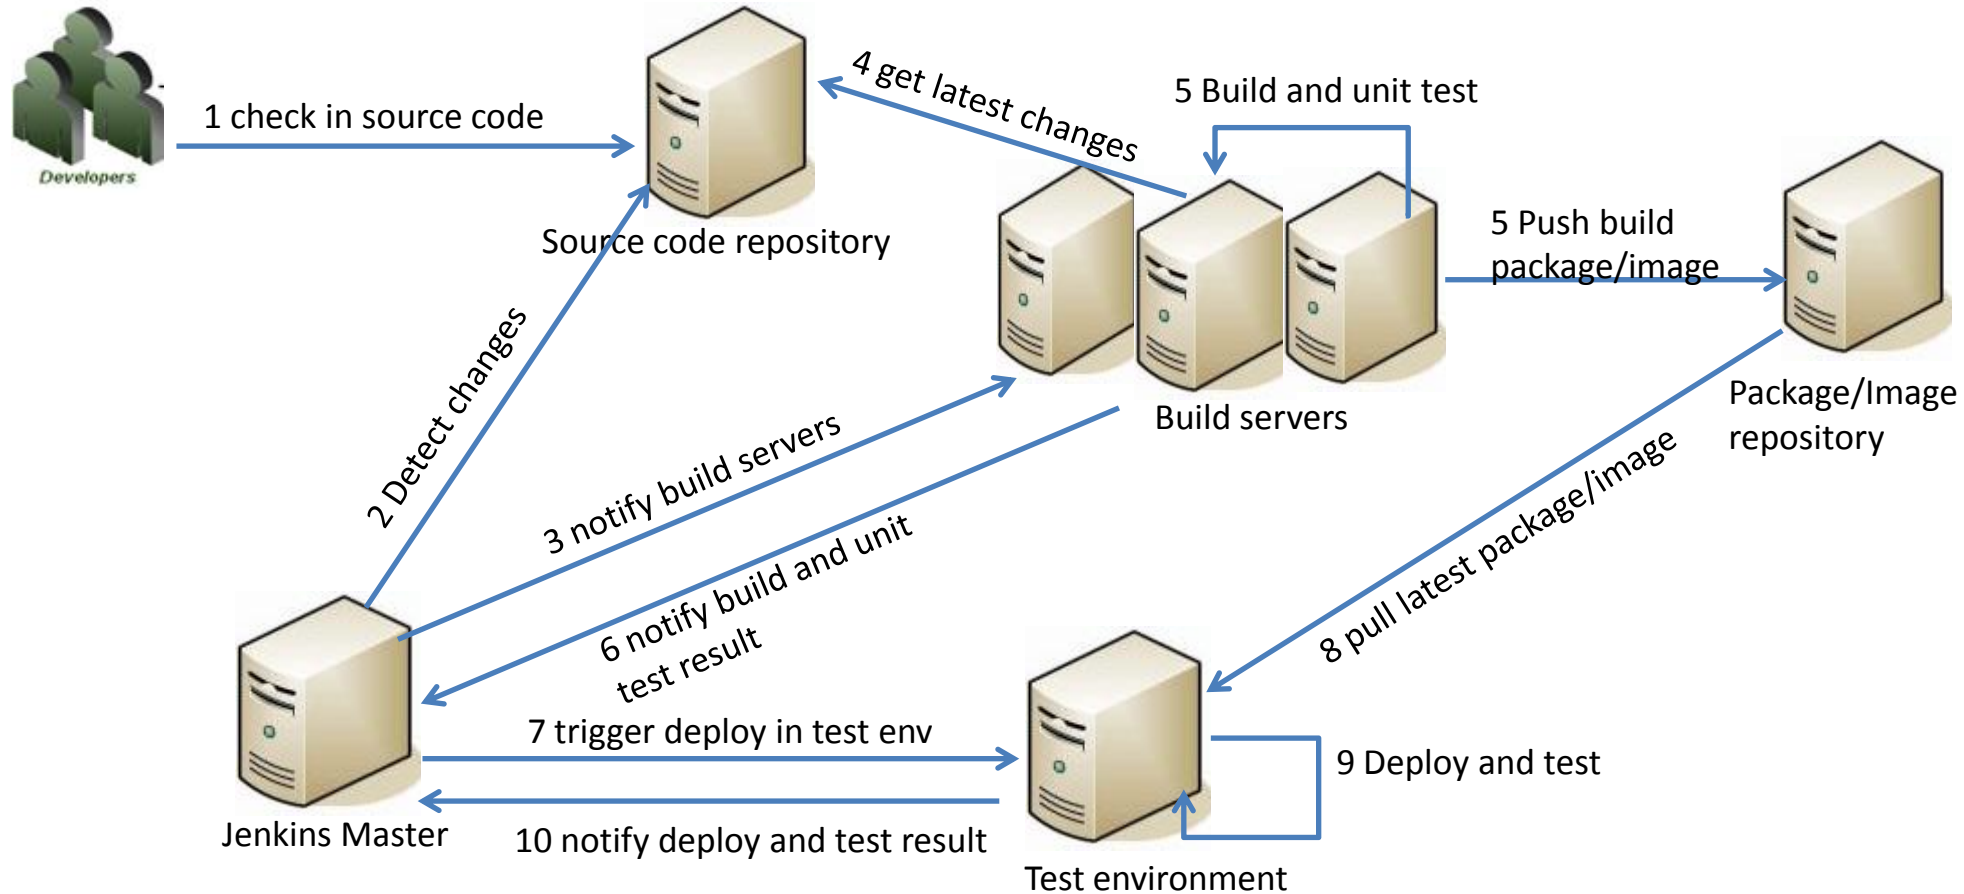 1 check in source code
Developers
Source code repository
4 get latest changes
5 Build and unit test
5 Push build
package/image
Build servers
Package/Image
repository
2 Detect changes
3 notify build servers
6 notify build and unit
test result
8 pull latest package/image
7 trigger deploy in test env
9 Deploy and test
Jenkins Master
10 notify deploy and test result
Test environment